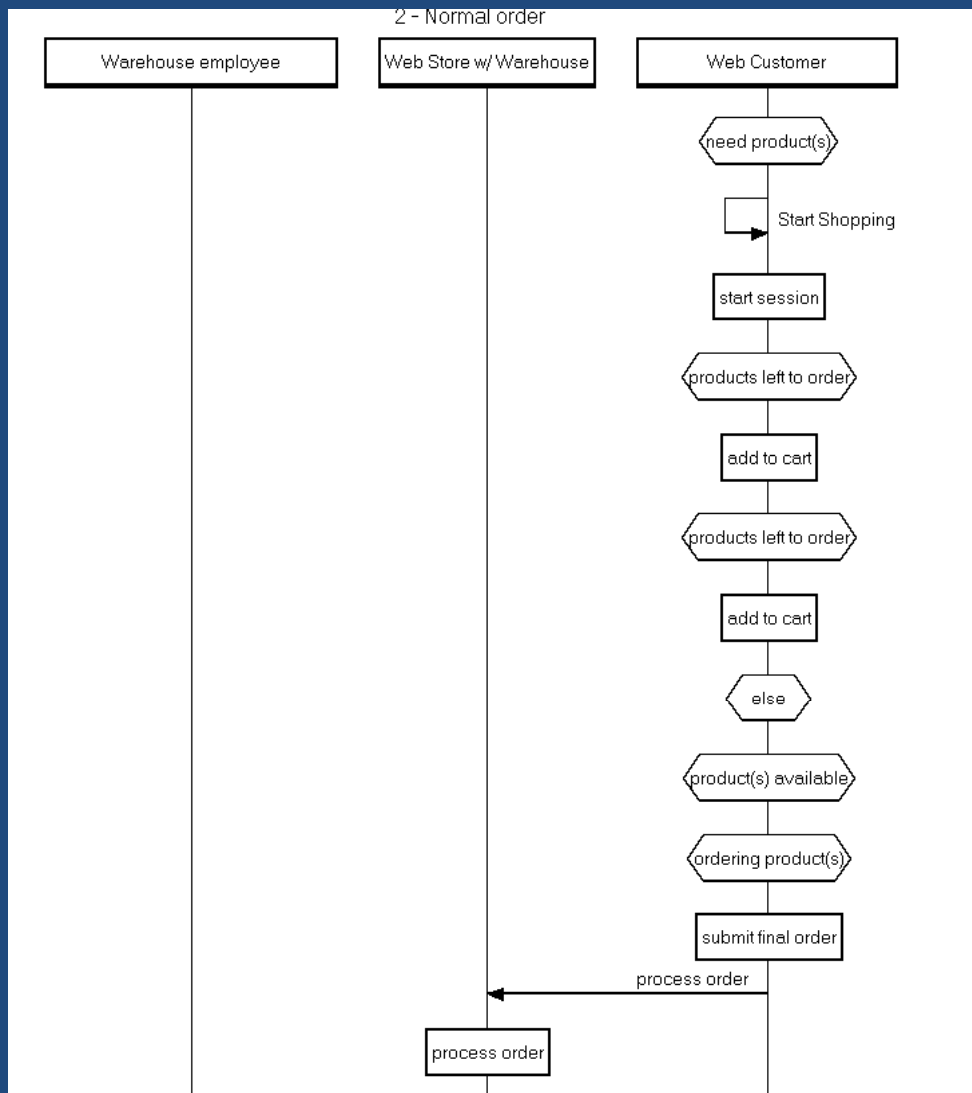 2 - Normal order
Warehouse employee
Web Store w/ Warehouse
Web Customer
need product(s)
Start Shopping
start session
products left to order
add to cart
products left to order
add to cart
else
product(s) available
ordering product(s)
submit final order
process order
process order